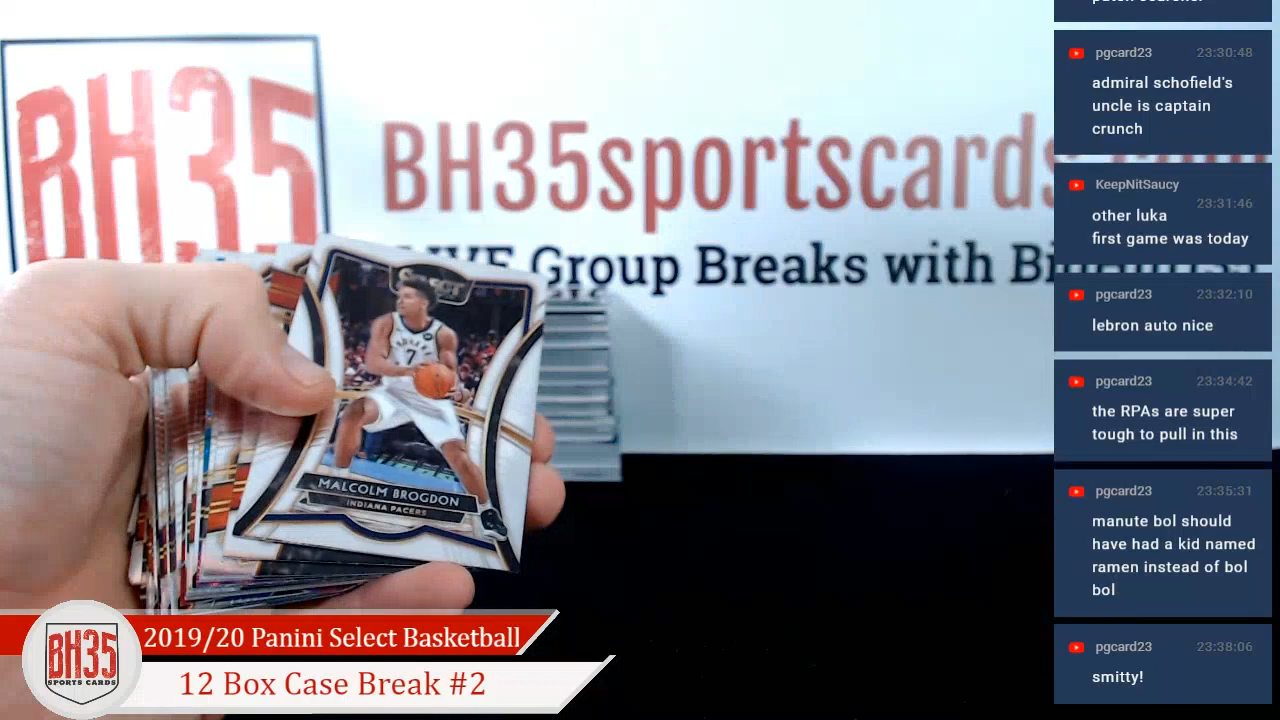 BH35
BH35sportscards
LIVE Group Breaks with
Select
7
MALCOLM BROGDON
INDIANA PACERS
BH35
SPORTS CARDS
2019/20 Panini Select Basketball
12 Box Case Break #2
pgcard23 23:30:48
admiral schofield's
uncle is captain
crunch
KeepNitSaucy
23:31:46
other luka
first game was today
pgcard23 23:32:10
lebron auto nice
pgcard23 23:34:42
the RPAs are super
tough to pull in this
pgcard23 23:35:31
manute bol should
have had a kid named
ramen instead of bol
bol
pgcard23 23:38:06
smitty!